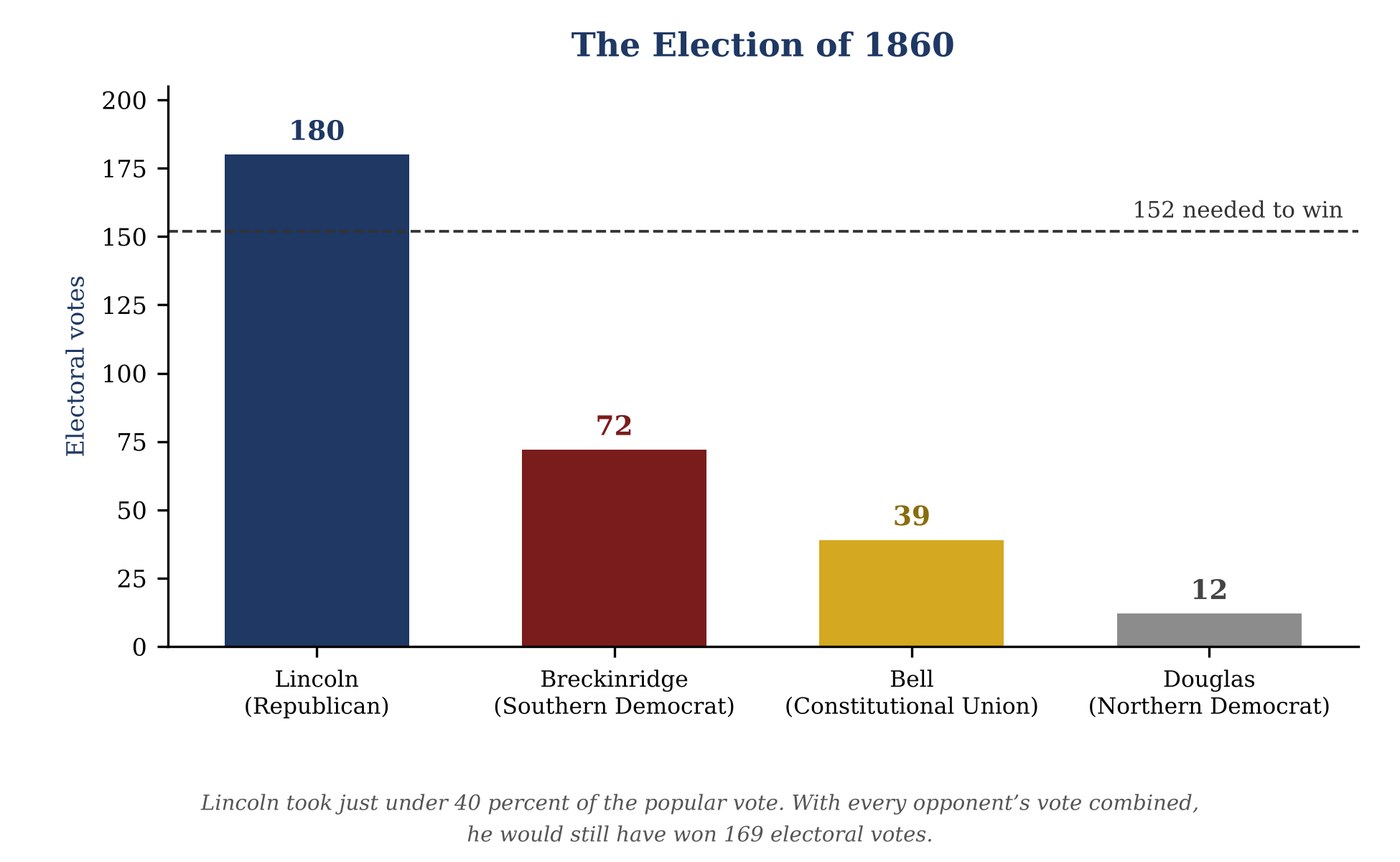 The Election of 1860
Electoral votes
200
175
150
125
100
75
50
25
0
180
72
39
12
152 needed to win
Lincoln
(Republican)
Breckinridge
(Southern Democrat)
Bell
(Constitutional Union)
Douglas
(Northern Democrat)
Lincoln took just under 40 percent of the popular vote. With every opponent’s vote combined,
he would still have won 169 electoral votes.